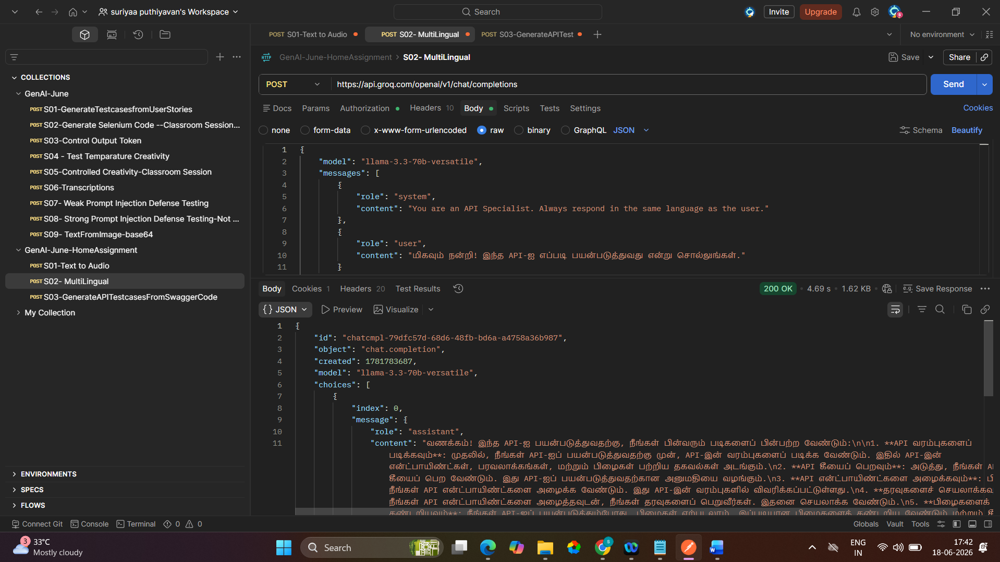 suriyaa puthiyavan's Workspace
Search
Invite
Upgrade
POST S01-Text to Audio
POST S02- MultiLingual
POST S03-GenerateAPITest
No environment
GenAI-June-HomeAssignment > S02- MultiLingual
Save
Share
COLLECTIONS
GenAI-June
POST S01-GenerateTestcasesfromUserStories
POST S02-Generate Selenium Code --Classroom Session...
POST S03-Control Output Token
POST S04 - Test Temparature Creativity
POST S05-Controlled Creativity-Classroom Session
POST S06-Transcriptions
POST S07- Weak Prompt Injection Defense Testing
POST S08- Strong Prompt Injection Defense Testing-Not ...
POST S09- TextFromImage-base64
GenAI-June-HomeAssignment
POST S01-Text to Audio
POST S02- MultiLingual
POST S03-GenerateAPITestcasesFromSwaggerCode
My Collection
ENVIRONMENTS
SPECS
FLOWS
POST https://api.groq.com/openai/v1/chat/completions
Send
Docs Params Authorization Headers 10 Body Scripts Tests Settings
Cookies
none form-data x-www-form-urlencoded raw binary GraphQL JSON
Schema Beautify
1 {
2 "model": "llama-3.3-70b-versatile",
3 "messages": [
4 {
5 "role": "system",
6 "content": "You are an API Specialist. Always respond in the same language as the user."
7 },
8 {
9 "role": "user",
10 "content": "மிகவும் நன்றி! இந்த API-ஐ எப்படி பயன்படுத்துவது என்று சொல்லுங்கள்."
11 }
Body Cookies 1 Headers 20 Test Results
200 OK • 4.69 s • 1.62 KB
e.g. Save Response
{} JSON Preview Visualize
1 {
2 "id": "chatcmpl-79dfc57d-68d6-48fb-bd6a-a4758a36b987",
3 "object": "chat.completion",
4 "created": 1781783687,
5 "model": "llama-3.3-70b-versatile",
6 "choices": [
7 {
8 "index": 0,
9 "message": {
10 "role": "assistant",
11 "content": "வணக்கம்! இந்த API-ஐ பயன்படுத்துவதற்கு, நீங்கள் பின்வரும் படிகளைப் பின்பற்ற வேண்டும்:\n\n1. **API வரம்புகளைப்
படிக்கவும்**: முதலில், நீங்கள் API-ஐப் பயன்படுத்துவதற்கு முன், API-இன் வரம்புகளைப் படிக்க வேண்டும். இதில் API-இன்
என்ட்பாயிண்ட்கள், பரவலாக்கங்கள், மற்றும் பிழைகள் பற்றிய தகவல்கள் அடங்கும்.\n2. **API கீயைப் பெறவும்**: அடுத்து, நீங்கள்
கீயைப் பெற வேண்டும். இது API-ஐப் பயன்படுத்துவதற்கான அனுமதியை வழங்கும்.\n3. **API என்ட்பாயிண்ட்களை அழைக்கவும்**:
நீங்கள் API என்ட்பாயிண்ட்களை அழைக்க வேண்டும். இது API-இன் வரம்புகளில் விவரிக்கப்பட்டுள்ளது.\n4. **தரவுகளைச்
நீங்கள் API என்ட்பாயிண்ட்களை அழைத்தவுடன், நீங்கள் தரவுகளைப் பெறுவீர்கள். இதனை செயலாக்க வேண்டும்.\n5. **பிழைகளைக்
Connect Git Console Terminal 0 0
Globals Vault Tools
3
33°C
Mostly cloudy
Search
ENG
IN
17:42
18-06-2026